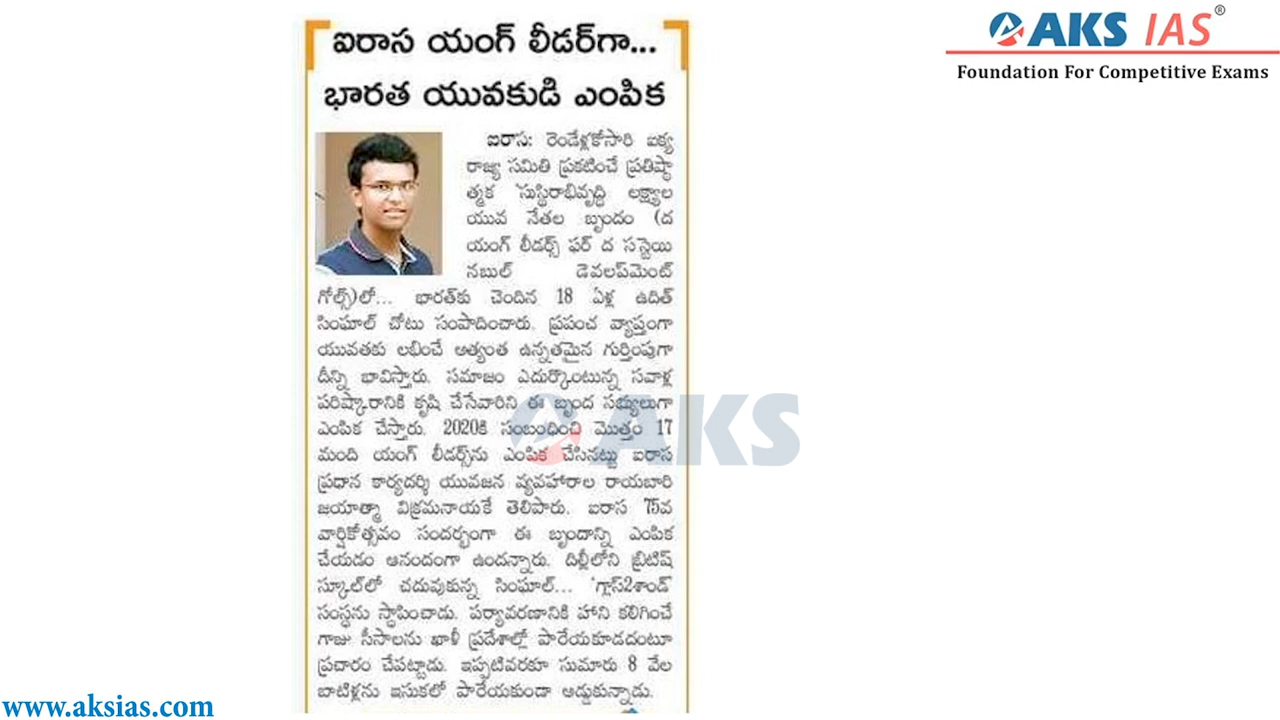 ఐరాస యంగ్ లీడర్‌గా...
భారత యువకుడి ఎంపిక
ఐరాస: రెండేళ్లకోసారి ఐక్య
రాజ్య సమితి ప్రకటించే ప్రతిష్ఠా
త్మక 'సుస్థిరాభివృద్ధి లక్ష్యాల
యువ నేతల బృందం (ద
యంగ్ లీడర్స్ ఫర్ ద సస్టెయి
నబుల్ డెవలప్‌మెంట్
గోల్స్)లో... భారత్‌కు చెందిన 18 ఏళ్ల ఉదిత్
సింఘాల్ చోటు సంపాదించారు. ప్రపంచ వ్యాప్తంగా
యువతకు లభించే అత్యంత ఉన్నతమైన గుర్తింపుగా
దీన్ని భావిస్తారు. సమాజం ఎదుర్కొంటున్న సవాళ్ల
పరిష్కారానికి కృషి చేసేవారిని ఈ బృంద సభ్యులుగా
ఎంపిక చేస్తారు. 2020కి సంబంధించి మొత్తం 17
మంది యంగ్ లీడర్స్‌ను ఎంపిక చేసినట్టు ఐరాస
ప్రధాన కార్యదర్శి యువజన వ్యవహారాల రాయబారి
జయాత్మా విక్రమనాయకే తెలిపారు. ఐరాస 75వ
వార్షికోత్సవం సందర్భంగా ఈ బృందాన్ని ఎంపిక
చేయడం ఆనందంగా ఉందన్నారు. దిల్లీలోని బ్రిటిష్
స్కూల్‌లో చదువుకున్న సింఘాల్... 'గ్లాస్2శాండ్'
సంస్థను స్థాపించాడు. పర్యావరణానికి హాని కలిగించే
గాజు సీసాలను ఖాళీ ప్రదేశాల్లో పారేయకూడదంటూ
ప్రచారం చేపట్టాడు. ఇప్పటివరకూ సుమారు 8 వేల
బాటిళ్లను ఇసుకలో పారేయకుండా అడ్డుకున్నాడు.
AKS
AKS IAS®
Foundation For Competitive Exams
www.aksias.com